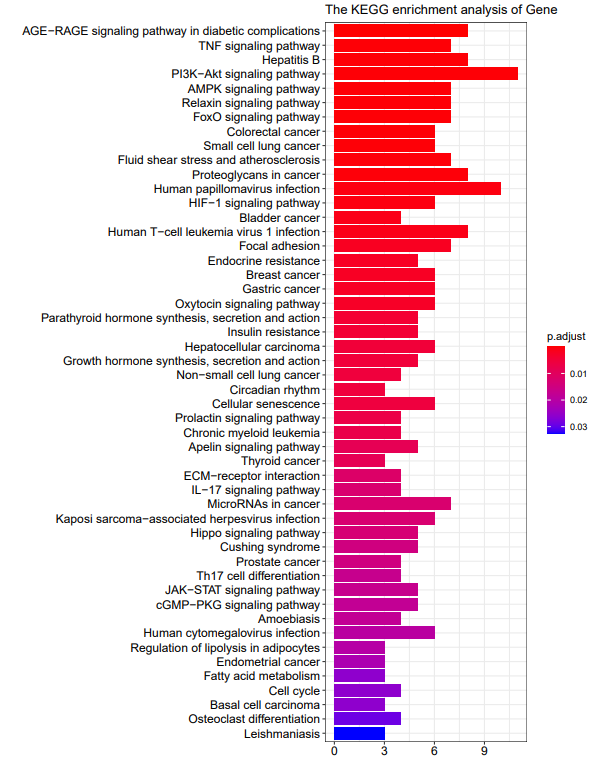 The KEGG enrichment analysis of Gene
AGE−RAGE signaling pathway in diabetic complications
TNF signaling pathway
Hepatitis B
PI3K−Akt signaling pathway
AMPK signaling pathway
Relaxin signaling pathway
FoxO signaling pathway
Colorectal cancer
Small cell lung cancer
Fluid shear stress and atherosclerosis
Proteoglycans in cancer
Human papillomavirus infection
HIF−1 signaling pathway
Bladder cancer
Human T−cell leukemia virus 1 infection
Focal adhesion
Endocrine resistance
Breast cancer
Gastric cancer
Oxytocin signaling pathway
Parathyroid hormone synthesis, secretion and action
Insulin resistance
Hepatocellular carcinoma
Growth hormone synthesis, secretion and action
Non−small cell lung cancer
Circadian rhythm
Cellular senescence
Prolactin signaling pathway
Chronic myeloid leukemia
Apelin signaling pathway
Thyroid cancer
ECM−receptor interaction
IL−17 signaling pathway
MicroRNAs in cancer
Kaposi sarcoma−associated herpesvirus infection
Hippo signaling pathway
Cushing syndrome
Prostate cancer
Th17 cell differentiation
JAK−STAT signaling pathway
cGMP−PKG signaling pathway
Amoebiasis
Human cytomegalovirus infection
Regulation of lipolysis in adipocytes
Endometrial cancer
Fatty acid metabolism
Cell cycle
Basal cell carcinoma
Osteoclast differentiation
Leishmaniasis
0 3 6 9
p.adjust
0.01
0.02
0.03